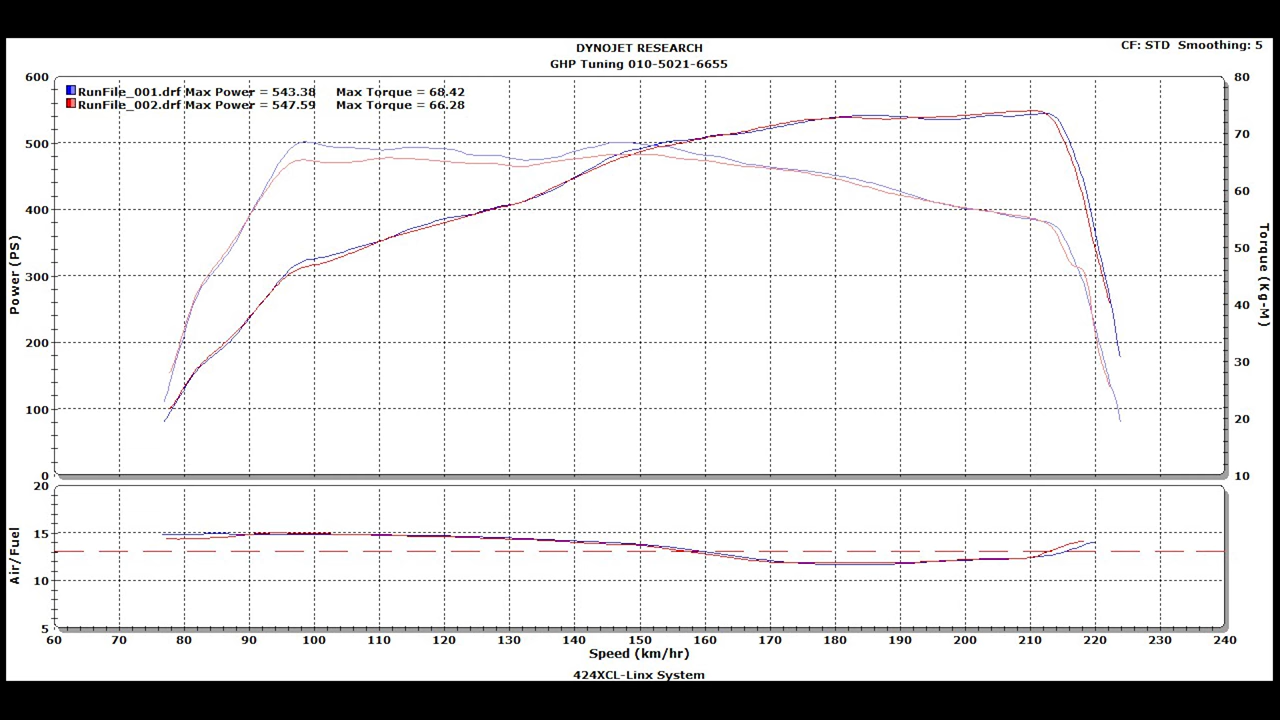 DYNOJET RESEARCH
CF: STD Smoothing: 5
GHP Tuning 010-5021-6655
RunFile_001.drf Max Power = 543.38 Max Torque = 68.42
RunFile_002.drf Max Power = 547.59 Max Torque = 66.28
600
500
400
300
200
100
0
Power (PS)
80
70
60
50
40
30
20
10
Torque (Kg-M)
20
15
10
5
Air/Fuel
60 70 80 90 100 110 120 130 140 150 160 170 180 190 200 210 220 230 240
Speed (km/hr)
424XCL-Linx System